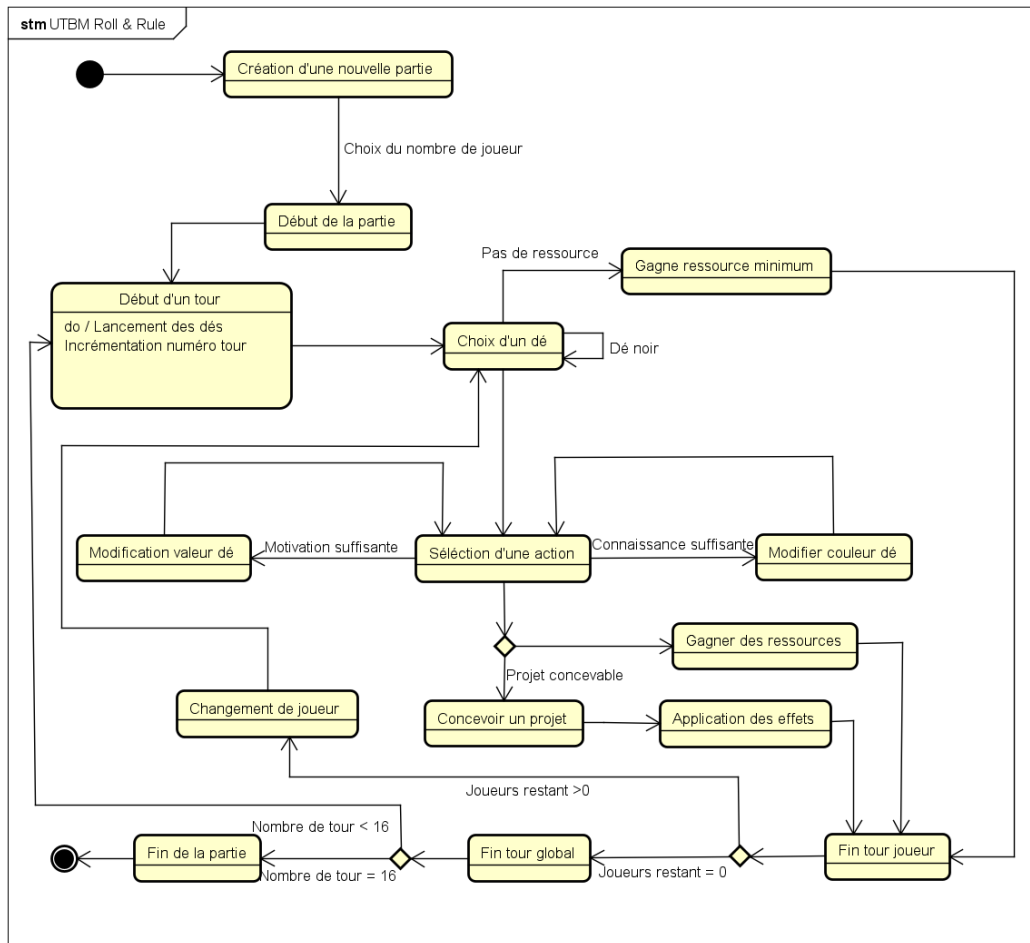 stm UTBM Roll & Rule
Création d'une nouvelle partie
Choix du nombre de joueur
Début de la partie
Pas de ressource
Gagne ressource minimum
Début d'un tour
do / Lancement des dés
Incrémentation numéro tour
Choix d'un dé
Dé noir
Modification valeur dé
Motivation suffisante
Séléction d'une action
Connaissance suffisante
Modifier couleur dé
Gagner des ressources
Projet concevable
Changement de joueur
Concevoir un projet
Application des effets
Joueurs restant >0
Nombre de tour < 16
Fin de la partie
Fin tour global
Fin tour joueur
Nombre de tour = 16
Joueurs restant = 0